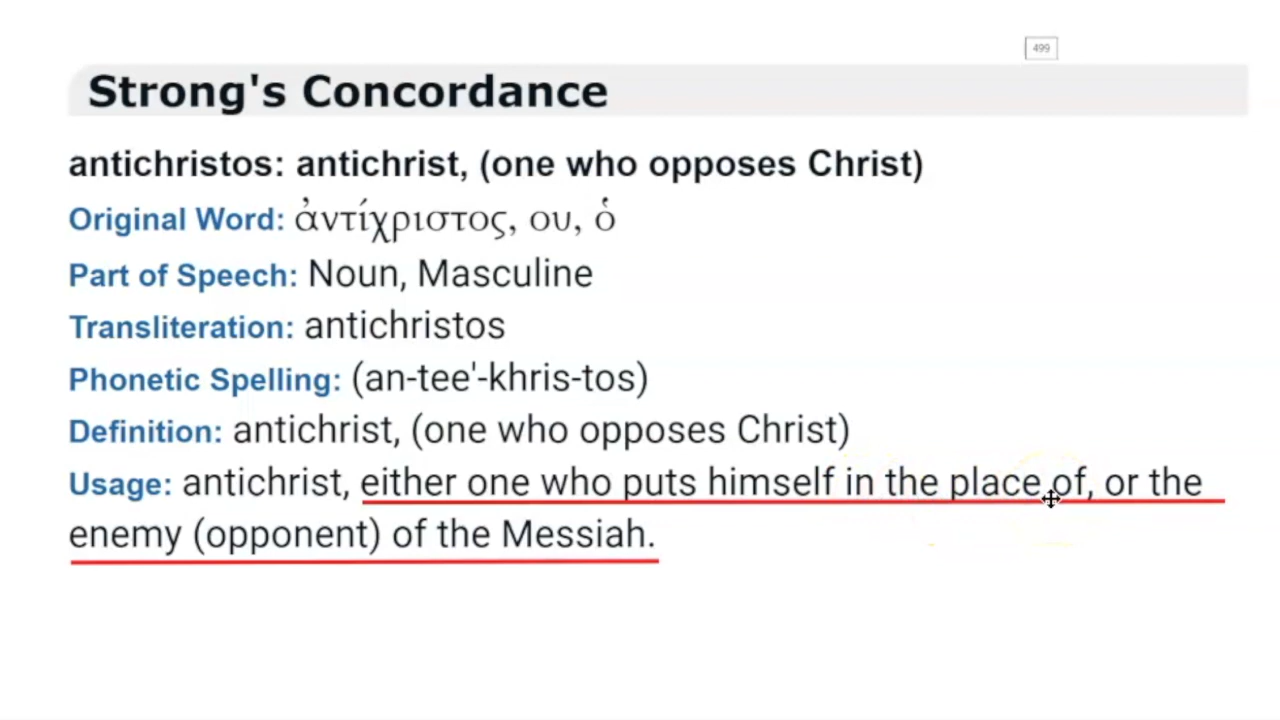 499
Strong's Concordance
antichristos: antichrist, (one who opposes Christ)
Original Word: ἀντίχριστος, ου, ὁ
Part of Speech: Noun, Masculine
Transliteration: antichristos
Phonetic Spelling: (an-tee'-khris-tos)
Definition: antichrist, (one who opposes Christ)
Usage: antichrist, either one who puts himself in the place of, or the
enemy (opponent) of the Messiah.